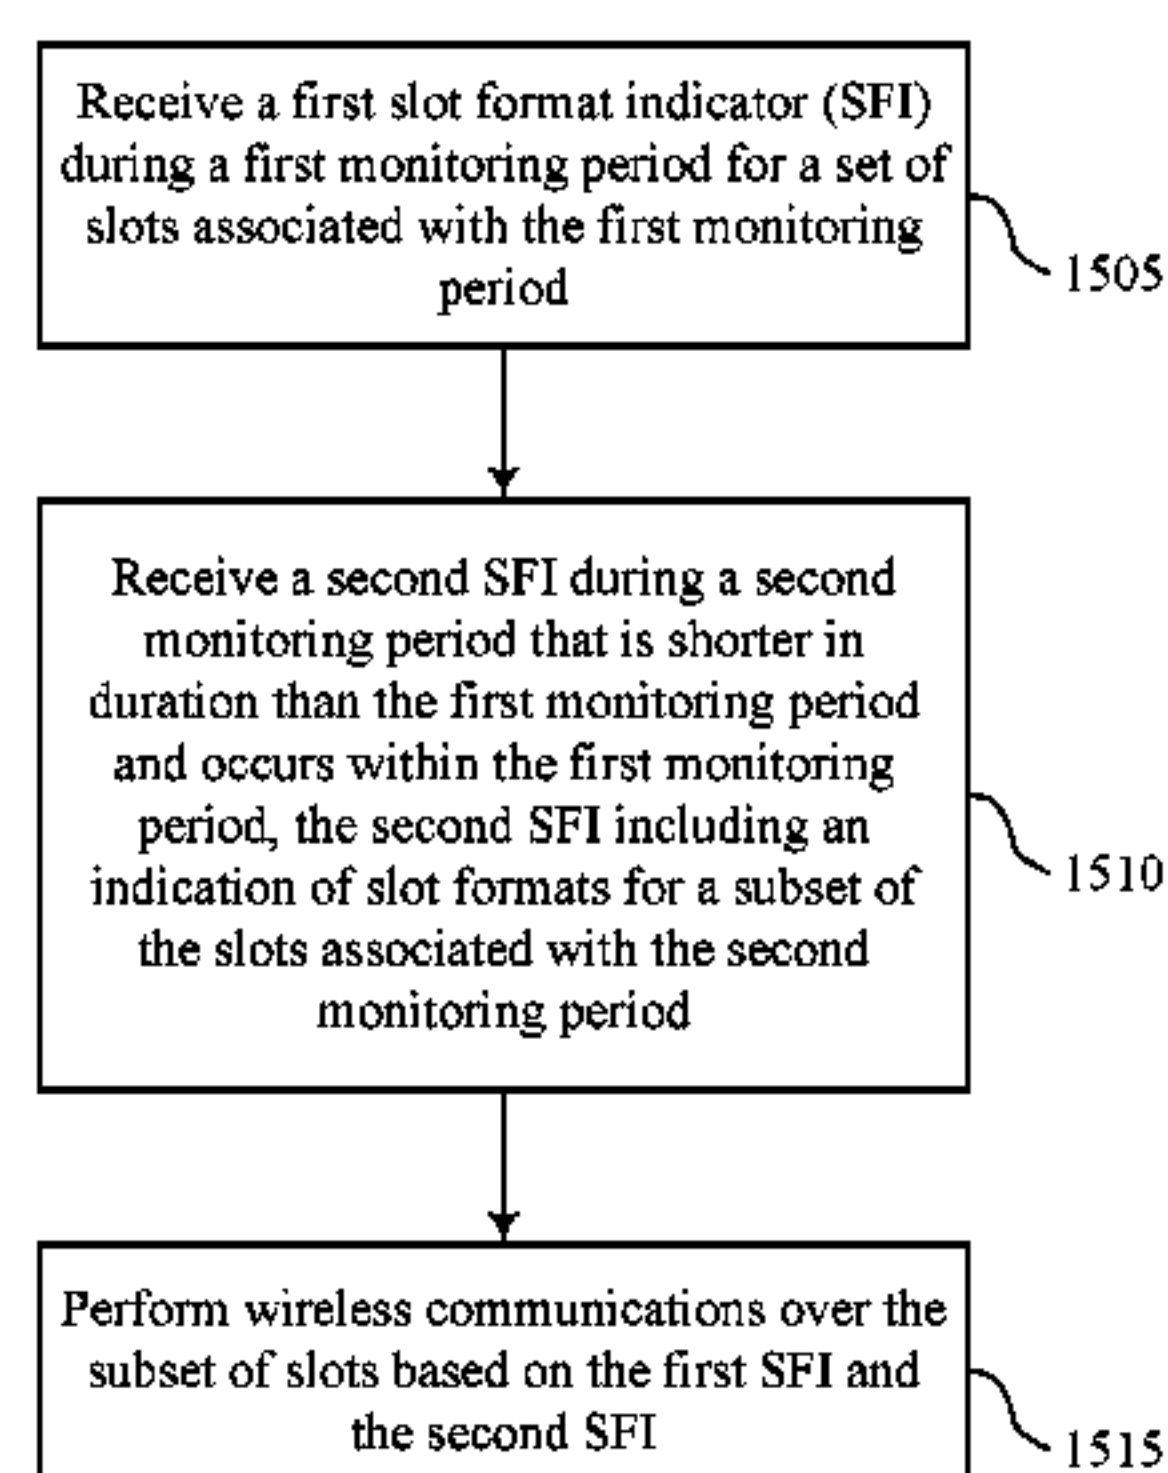 Receive a first slot format indicator (SFI)
during a first monitoring period for a set of
slots associated with the first monitoring
period
1505
Receive a second SFI during a second
monitoring period that is shorter in
duration than the first monitoring period
and occurs within the first monitoring
period, the second SFI including an
indication of slot formats for a subset of
the slots associated with the second
monitoring period
1510
Perform wireless communications over the
subset of slots based on the first SFI and
the second SFI
1515